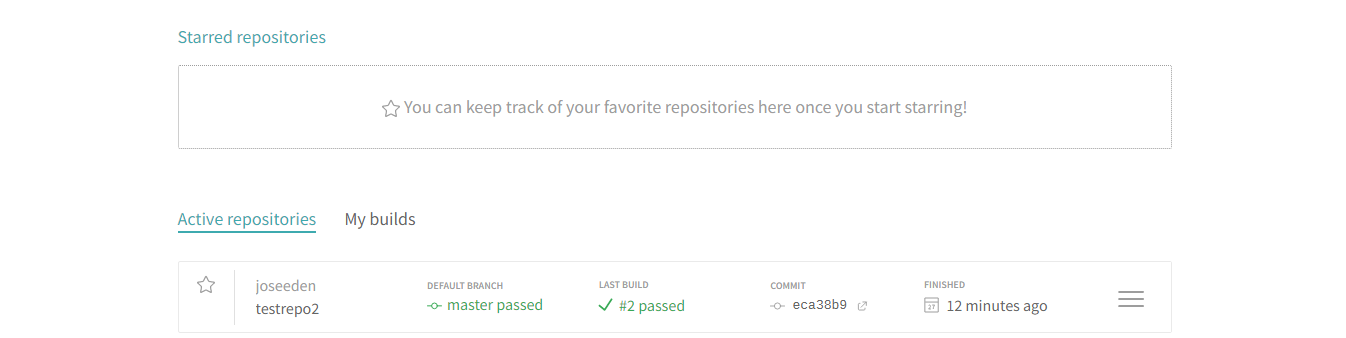 Starred repositories
You can keep track of your favorite repositories here once you start starring!
Active repositories My builds
joseeden DEFAULT BRANCH LAST BUILD COMMIT FINISHED
testrepo2 master passed #2 passed eca38b9 27 12 minutes ago